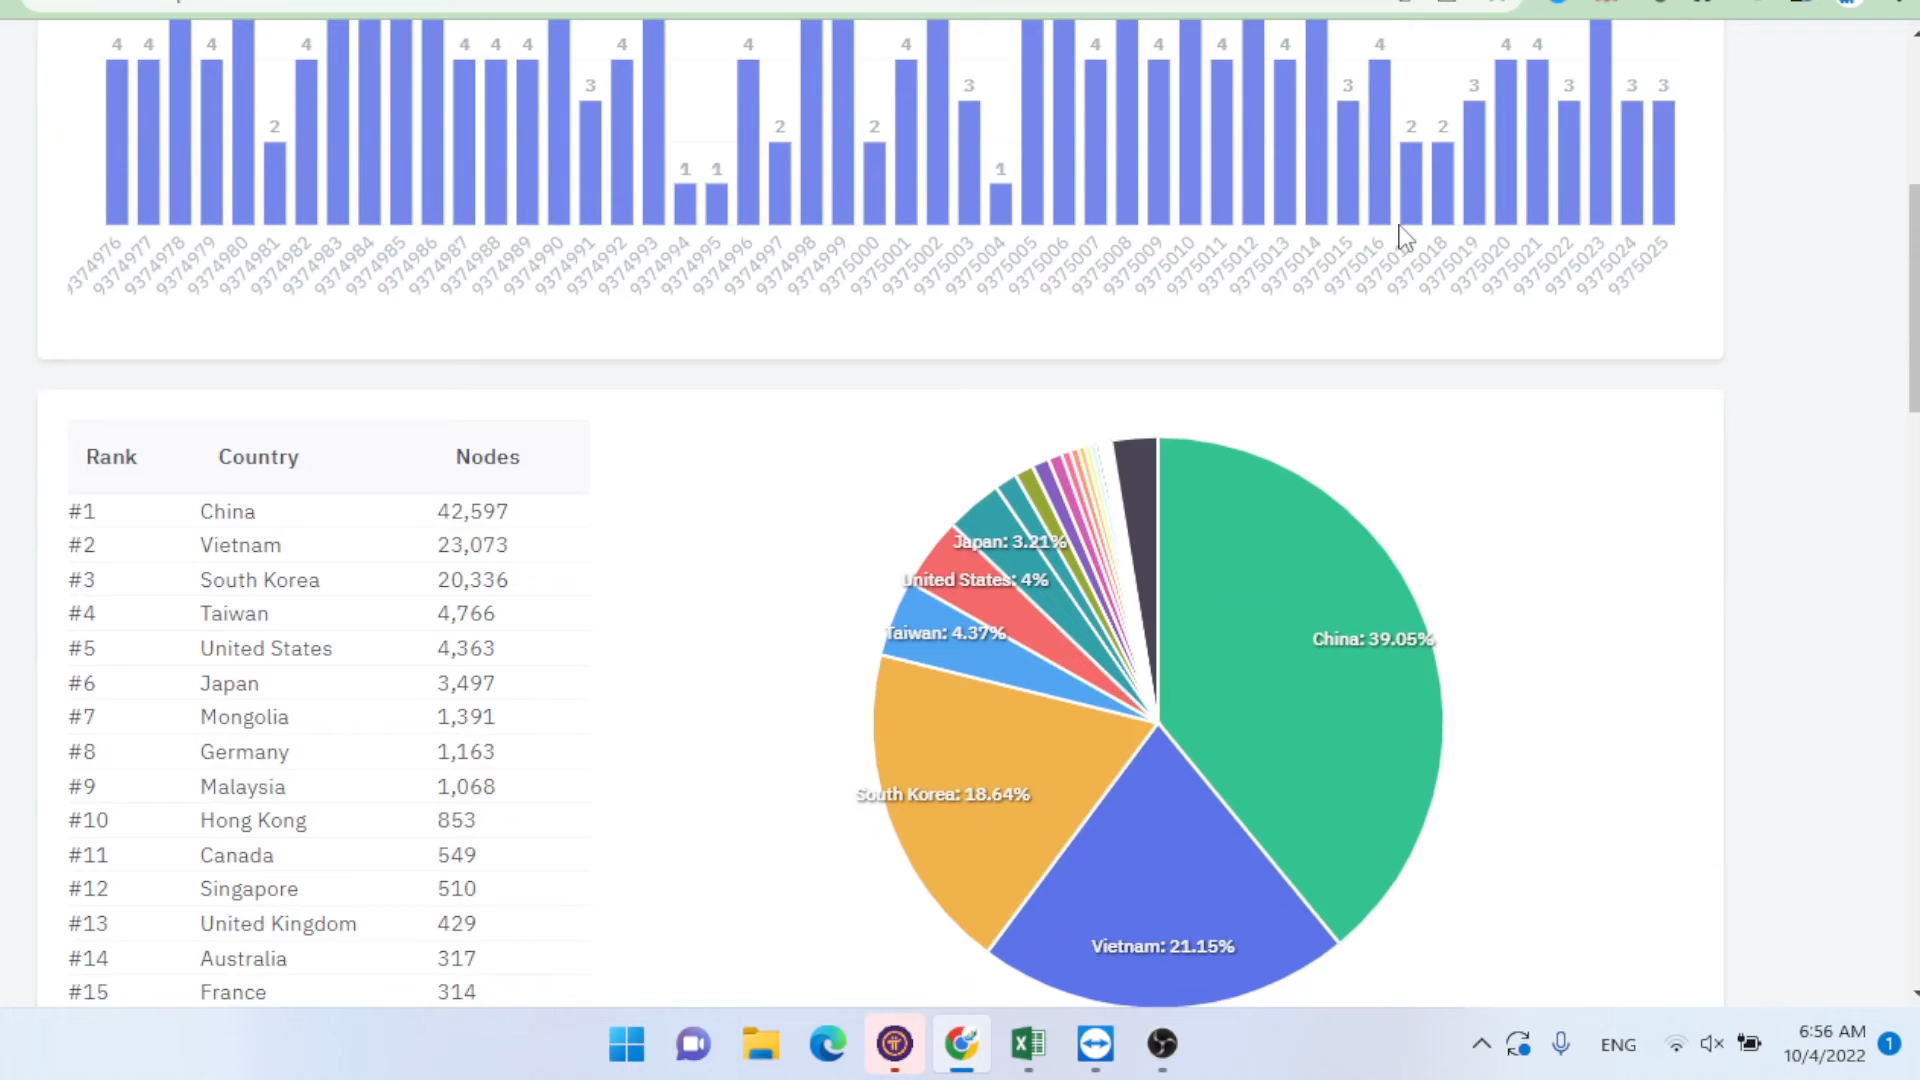 4 4 4 2 4 4 4 4 3 4 1 1 4 2 2 4 3 1 4 4 4 4 3 4 2 2 3 4 4 3 3 3
9374976 9374977 9374978 9374979 9374980 9374981 9374982 9374983 9374984 9374985 9374986 9374987 9374988 9374989 9374990 9374991 9374992 9374993 9374994 9374995 9374996 9374997 9374998 9374999 9375000 9375001 9375002 9375003 9375004 9375005 9375006 9375007 9375008 9375009 9375010 9375011 9375012 9375013 9375014 9375015 9375016 9375017 9375018 9375019 9375020 9375021 9375022 9375023 9375024 9375025
Rank Country Nodes
#1 China 42,597
#2 Vietnam 23,073
#3 South Korea 20,336
#4 Taiwan 4,766
#5 United States 4,363
#6 Japan 3,497
#7 Mongolia 1,391
#8 Germany 1,163
#9 Malaysia 1,068
#10 Hong Kong 853
#11 Canada 549
#12 Singapore 510
#13 United Kingdom 429
#14 Australia 317
#15 France 314
Japan: 3.21%
United States: 4%
Taiwan: 4.37%
China: 39.05%
South Korea: 18.64%
Vietnam: 21.15%
ENG
6:56 AM
10/4/2022
1